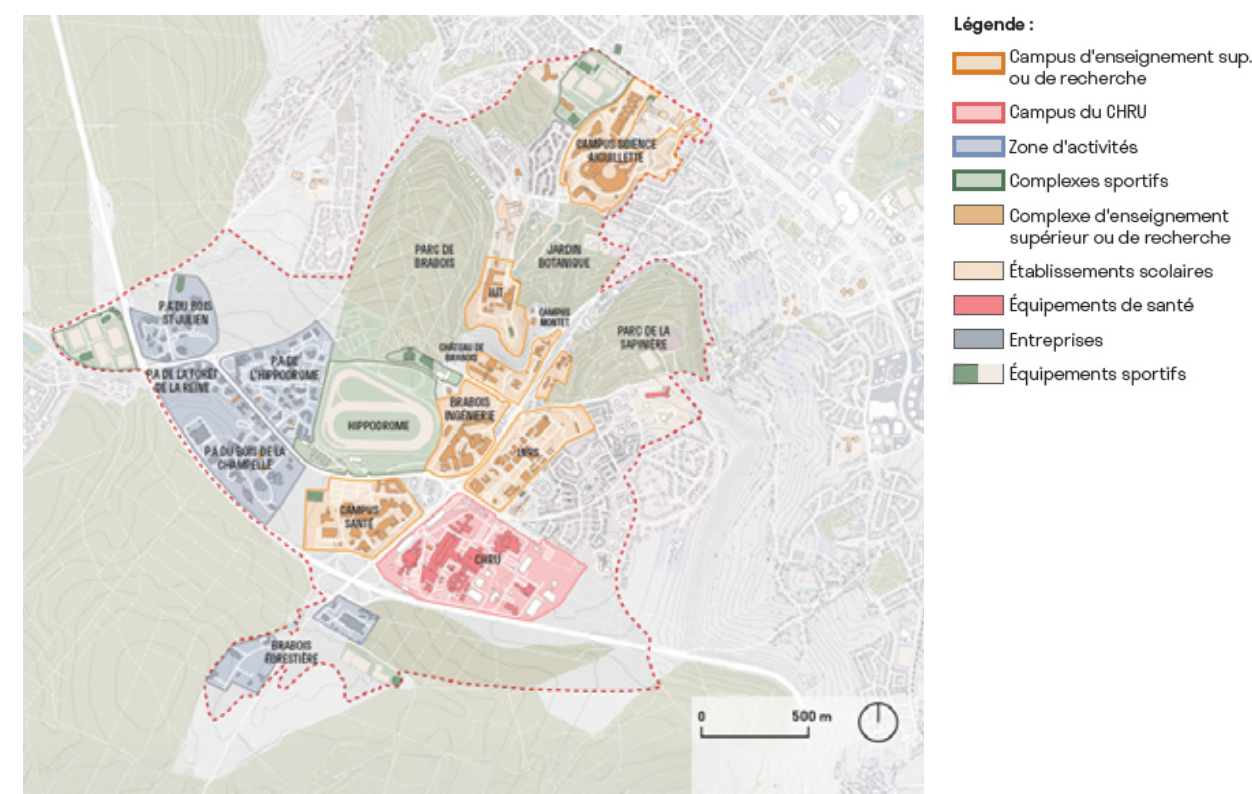 Légende :
Campus d'enseignement sup.
ou de recherche
Campus du CHRU
Zone d'activités
Complexes sportifs
Complexe d'enseignement
supérieur ou de recherche
Établissements scolaires
Équipements de santé
Entreprises
Équipements sportifs
CAMPUS SCIENCE
AIGUILLETTE
PARC DE
BRABOIS
JARDIN
BOTANIQUE
IUT
CAMPUS
MONTET
P.A DU BOIS
ST JULIEN
PARC DE LA
SAPINIÈRE
CHÂTEAU DE
BRABOIS
P.A DE
L'HIPPODROME
P.A DE LA FORÊT
DE LA REINE
BRABOIS
INGÉNIERIE
HIPPODROME
INRS
P.A DU BOIS DE LA
CHAMPELLE
CAMPUS
SANTÉ
CHRU
BRABOIS
FORESTIÈRE
0
500 m